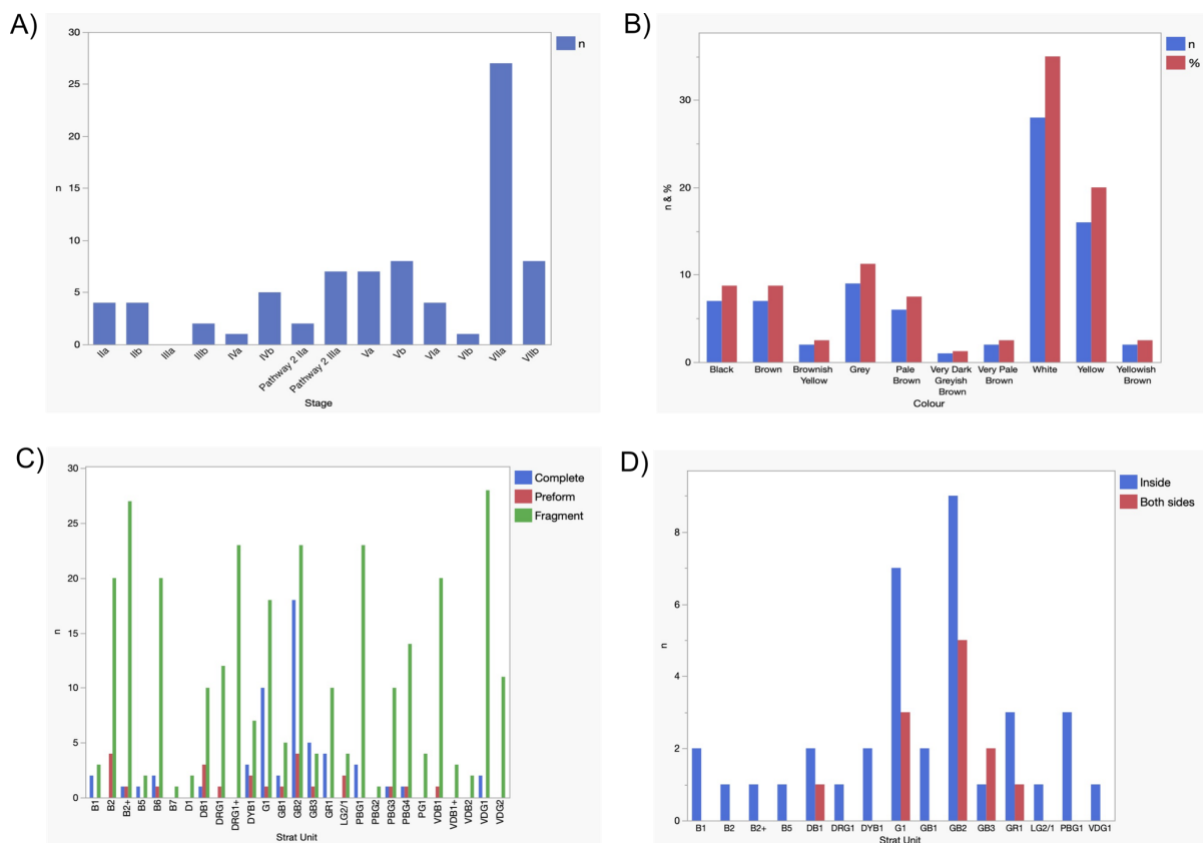 A)
30
25
20
15
10
5
0
n
n
IIa
IIb
IIIa
IIIb
IVa
IVb
Pathway 2 IIa
Pathway 2 IIIa
Va
Vb
VIa
VIb
VIIa
VIIb
Stage
B)
30
20
10
0
n & %
n
%
Black
Brown
Brownish
Yellow
Grey
Pale
Brown
Very Dark
Greyish
Brown
Very Pale
Brown
White
Yellow
Yellowish
Brown
Colour
C)
30
25
20
15
10
5
0
n
Complete
Preform
Fragment
B1
B2
B2+
B5
B6
B7
D1
DB1
DRG1
DRG1+
DYB1
G1
GB1
GB2
GB3
GR1
LG2/1
PBG1
PBG2
PBG3
PBG4
PG1
VDB1
VDB1+
VDB2
VDG1
VDG2
Strat Unit
D)
8
6
4
2
0
n
Inside
Both sides
B1
B2
B2+
B5
DB1
DRG1
DYB1
G1
GB1
GB2
GB3
GR1
LG2/1
PBG1
VDG1
Strat Unit